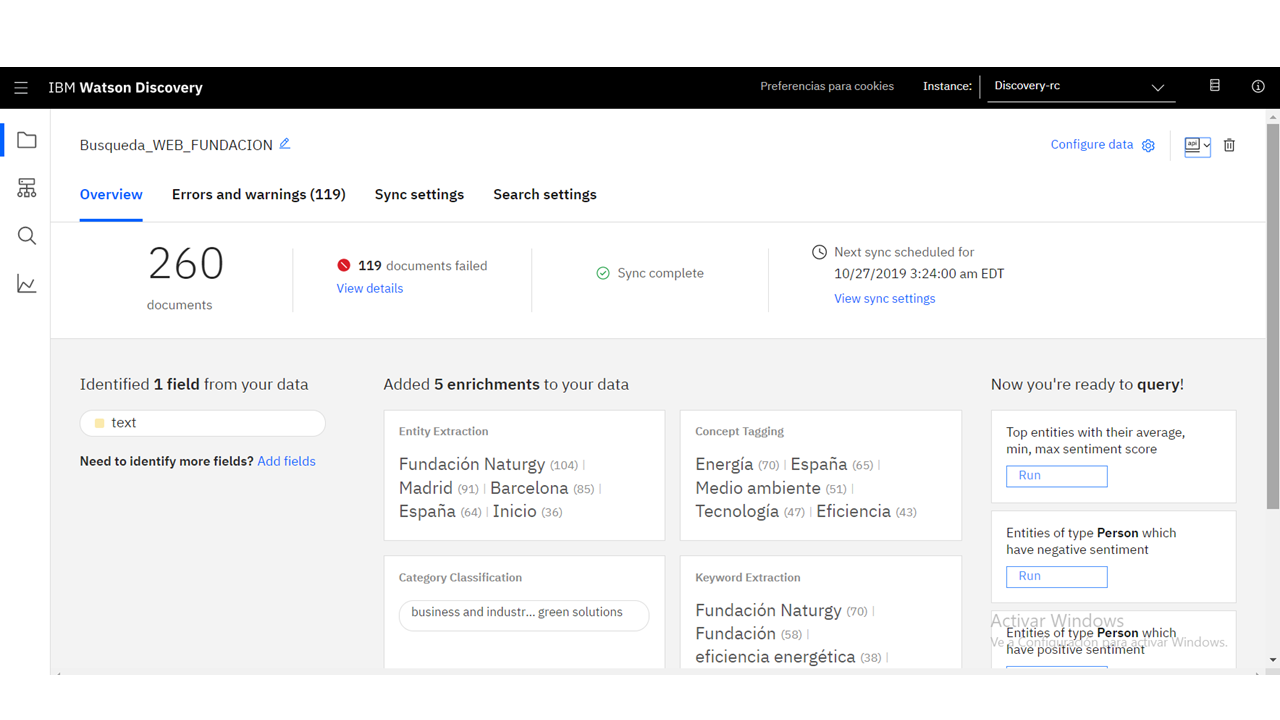 IBM Watson Discovery
Preferencias para cookies
Instance:
Discovery-rc
Busqueda_WEB_FUNDACION
Configure data
api
Overview
Errors and warnings (119)
Sync settings
Search settings
260
documents
119 documents failed
View details
Sync complete
Next sync scheduled for
10/27/2019 3:24:00 am EDT
View sync settings
Identified 1 field from your data
text
Need to identify more fields? Add fields
Added 5 enrichments to your data
Entity Extraction
Fundación Naturgy (104) |
Madrid (91) | Barcelona (85) |
España (64) | Inicio (36)
Concept Tagging
Energía (70) | España (65) |
Medio ambiente (51) |
Tecnología (47) | Eficiencia (43)
Category Classification
business and industr... green solutions
Keyword Extraction
Fundación Naturgy (70) |
Fundación (58) |
eficiencia energética (38) |
Now you're ready to query!
Top entities with their average,
min, max sentiment score
Run
Entities of type Person which
have negative sentiment
Run
Entities of type Person which
have positive sentiment
Activar Windows
Ve a Configuración para activar Windows.